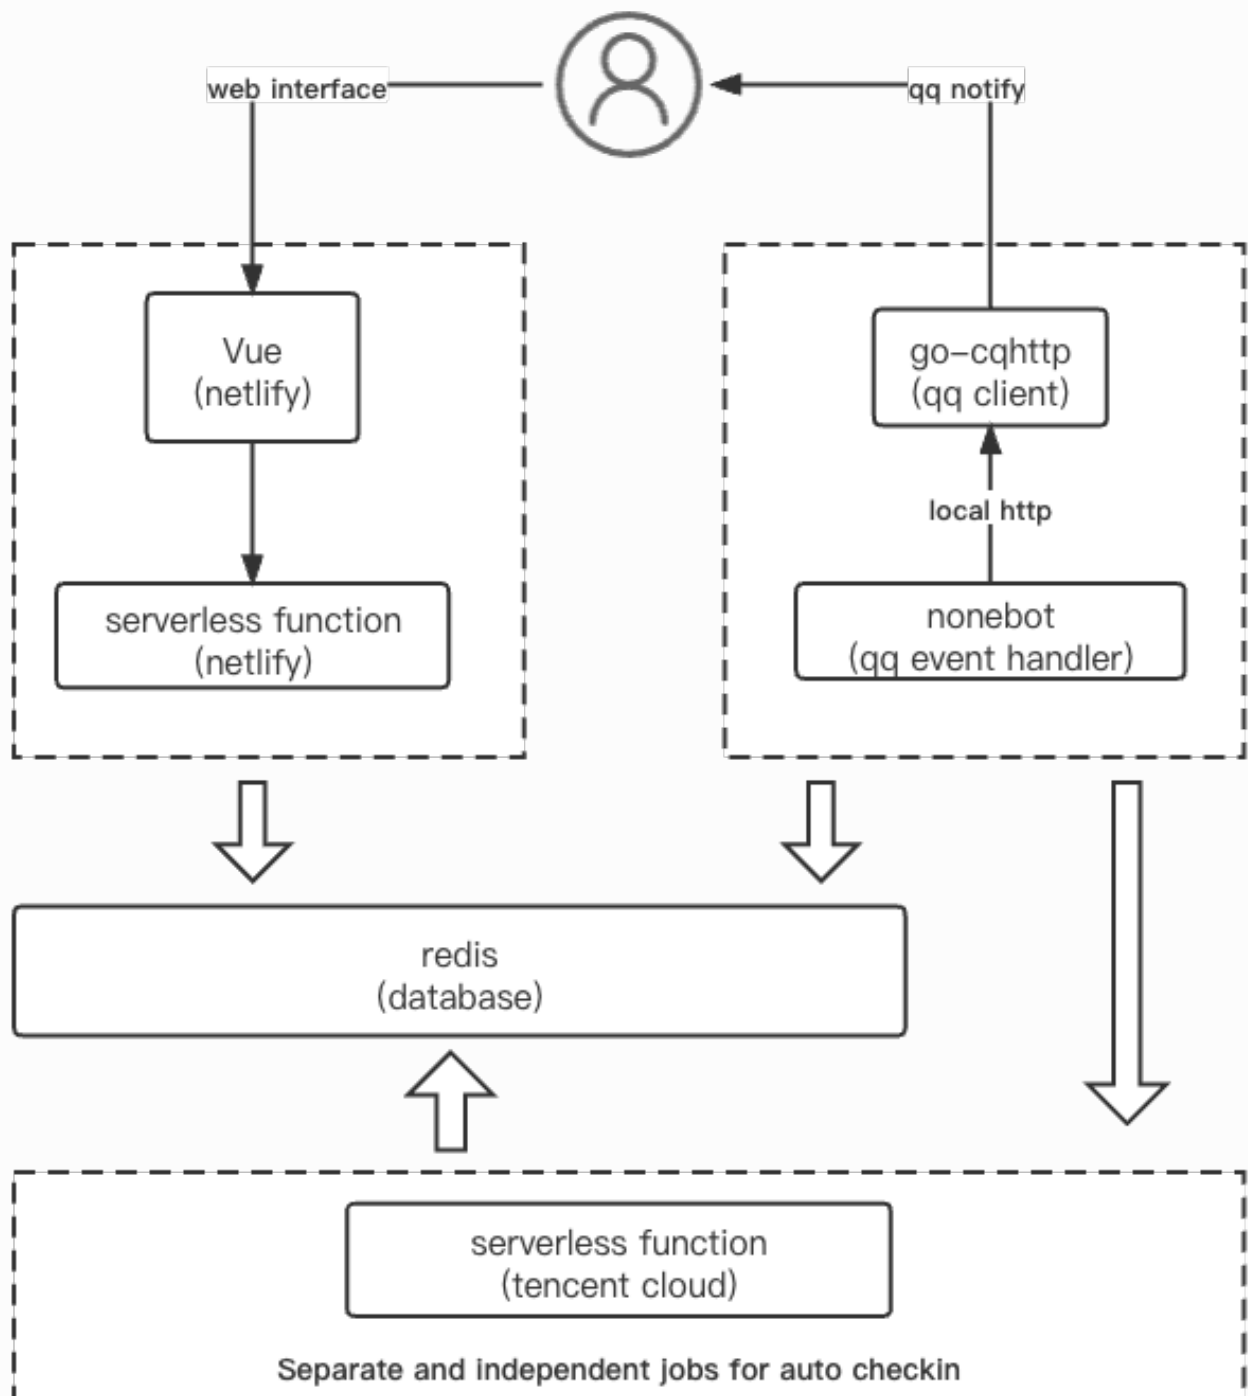 web interface
qq notify
Vue
(netlify)
go-cqhttp
(qq client)
local http
serverless function
(netlify)
nonebot
(qq event handler)
redis
(database)
serverless function
(tencent cloud)
Separate and independent jobs for auto checkin